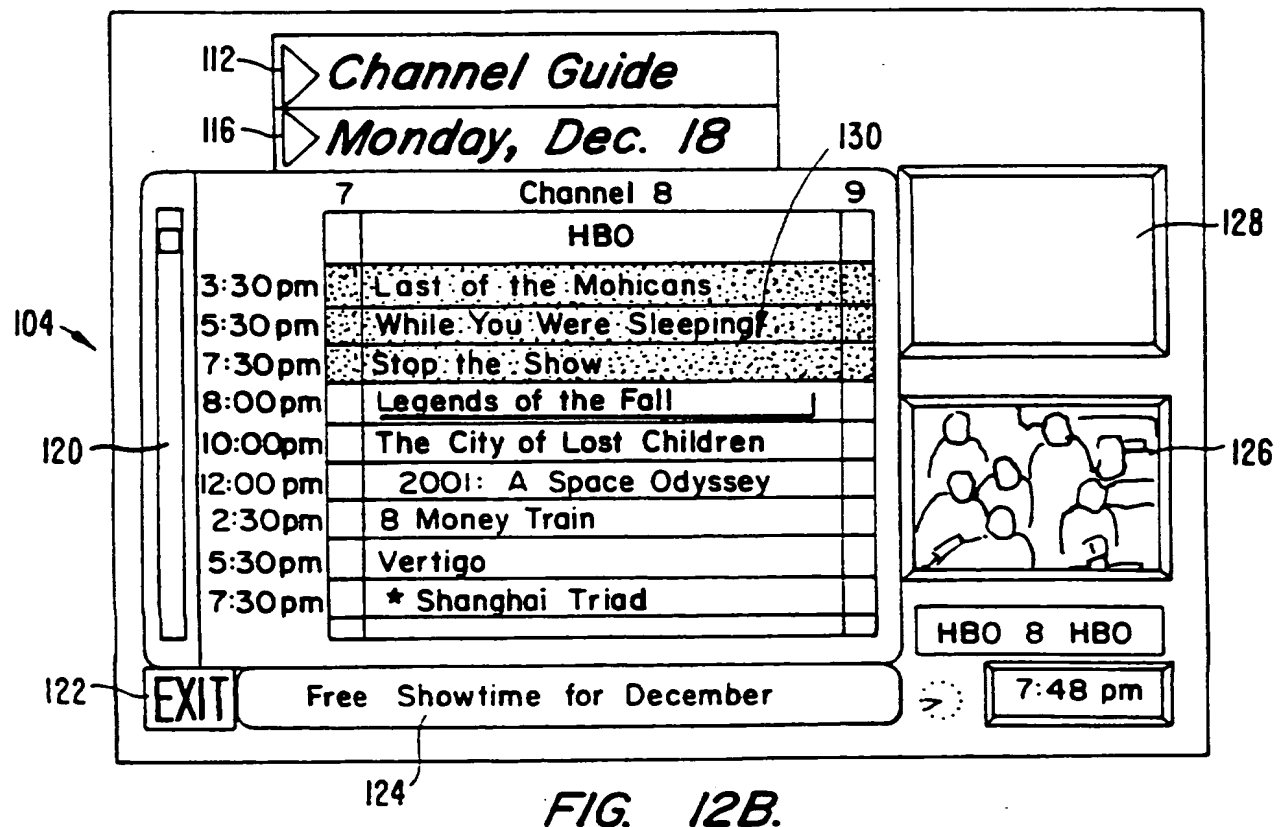 112
Channel Guide
116
Monday, Dec. 18
130
7 Channel 8 9
HBO
128
3:30pm Last of the Mohicans
104
5:30pm While You Were Sleeping
7:30pm Stop the Show
8:00pm Legends of the Fall
120
10:00pm The City of Lost Children
126
12:00 pm 2001: A Space Odyssey
2:30pm 8 Money Train
5:30pm Vertigo
7:30pm * Shanghai Triad
HBO 8 HBO
122
EXIT
Free Showtime for December
7:48 pm
124
FIG. 12B.